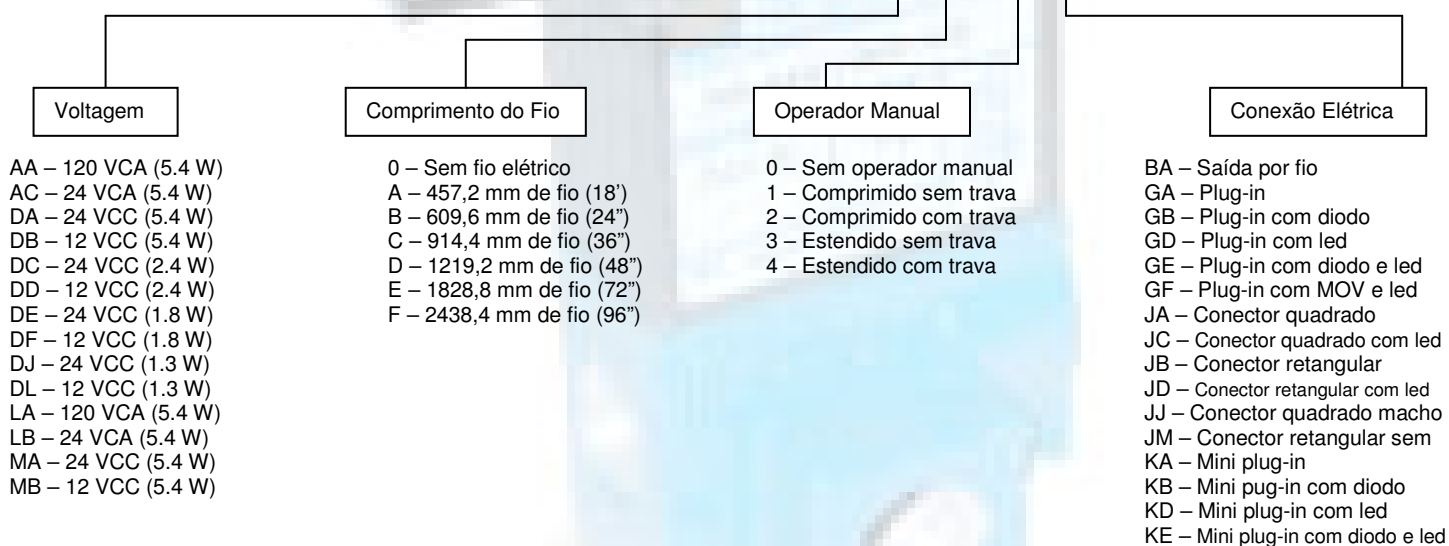 Voltagem
AA – 120 VCA (5.4 W)
AC – 24 VCA (5.4 W)
DA – 24 VCC (5.4 W)
DB – 12 VCC (5.4 W)
DC – 24 VCC (2.4 W)
DD – 12 VCC (2.4 W)
DE – 24 VCC (1.8 W)
DF – 12 VCC (1.8 W)
DJ – 24 VCC (1.3 W)
DL – 12 VCC (1.3 W)
LA – 120 VCA (5.4 W)
LB – 24 VCA (5.4 W)
MA – 24 VCC (5.4 W)
MB – 12 VCC (5.4 W)
Comprimento do Fio
0 – Sem fio elétrico
A – 457,2 mm de fio (18’)
B – 609,6 mm de fio (24”)
C – 914,4 mm de fio (36”)
D – 1219,2 mm de fio (48”)
E – 1828,8 mm de fio (72”)
F – 2438,4 mm de fio (96”)
Operador Manual
0 – Sem operador manual
1 – Comprimido sem trava
2 – Comprimido com trava
3 – Estendido sem trava
4 – Estendido com trava
Conexão Elétrica
BA – Saída por fio
GA – Plug-in
GB – Plug-in com diodo
GD – Plug-in com led
GE – Plug-in com diodo e led
GF – Plug-in com MOV e led
JA – Conector quadrado
JC – Conector quadrado com led
JB – Conector retangular
JD – Conector retangular com led
JJ – Conector quadrado macho
JM – Conector retangular sem
KA – Mini plug-in
KB – Mini pug-in com diodo
KD – Mini plug-in com led
KE – Mini plug-in com diodo e led